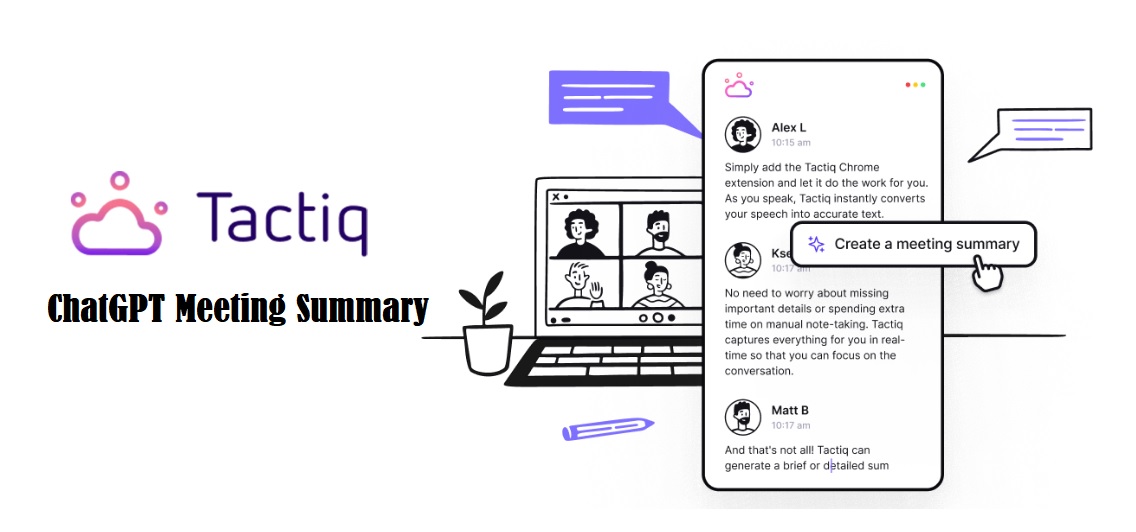 Tactiq
ChatGPT Meeting Summary
Alex L
10:15 am
Simply add the Tactiq Chrome
extension and let it do the work for you.
As you speak, Tactiq instantly converts
your speech into accurate text.
Create a meeting summary
Kse
10:17 am
No need to worry about missing
important details or spending extra
time on manual note-taking. Tactiq
captures everything for you in real-
time so that you can focus on the
conversation.
Matt B
10:17 am
And that's not all! Tactiq can
generate a brief or detailed sum